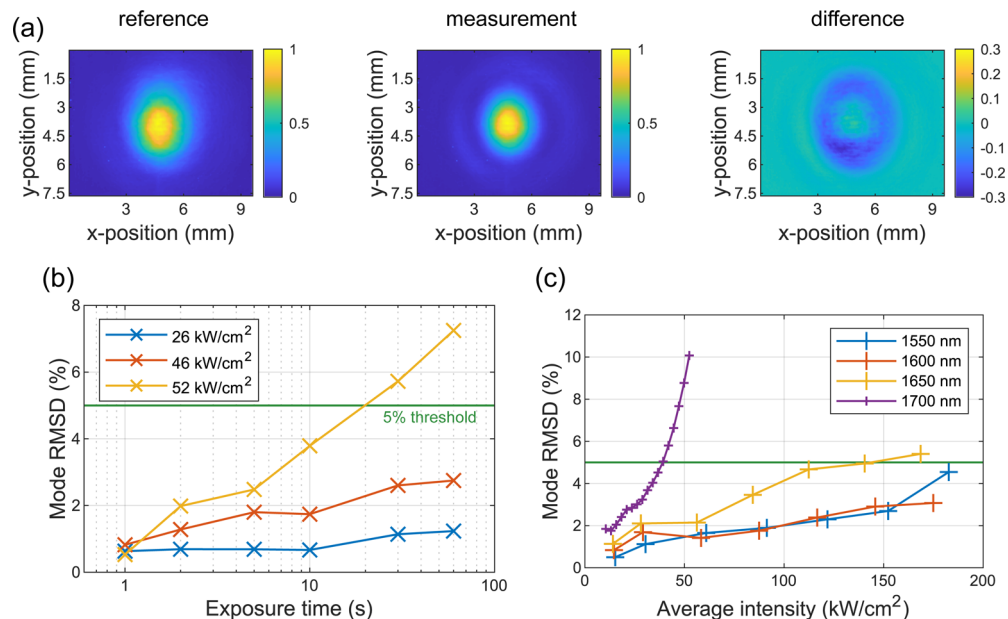 (a)
reference
measurement
difference
y-position (mm)
1.5
3
4.5
6
7.5
3
6
9
x-position (mm)
1
0.5
0
y-position (mm)
1.5
3
4.5
6
7.5
3
6
9
x-position (mm)
1
0.5
0
y-position (mm)
1.5
3
4.5
6
7.5
3
6
9
x-position (mm)
0.3
0.2
0.1
0
-0.1
-0.2
-0.3
(b)
Mode RMSD (%)
8
6
4
2
0
26 kW/cm²
46 kW/cm²
52 kW/cm²
5% threshold
1
10
100
Exposure time (s)
(c)
Mode RMSD (%)
12
10
8
6
4
2
0
1550 nm
1600 nm
1650 nm
1700 nm
0
50
100
150
200
Average intensity (kW/cm²)